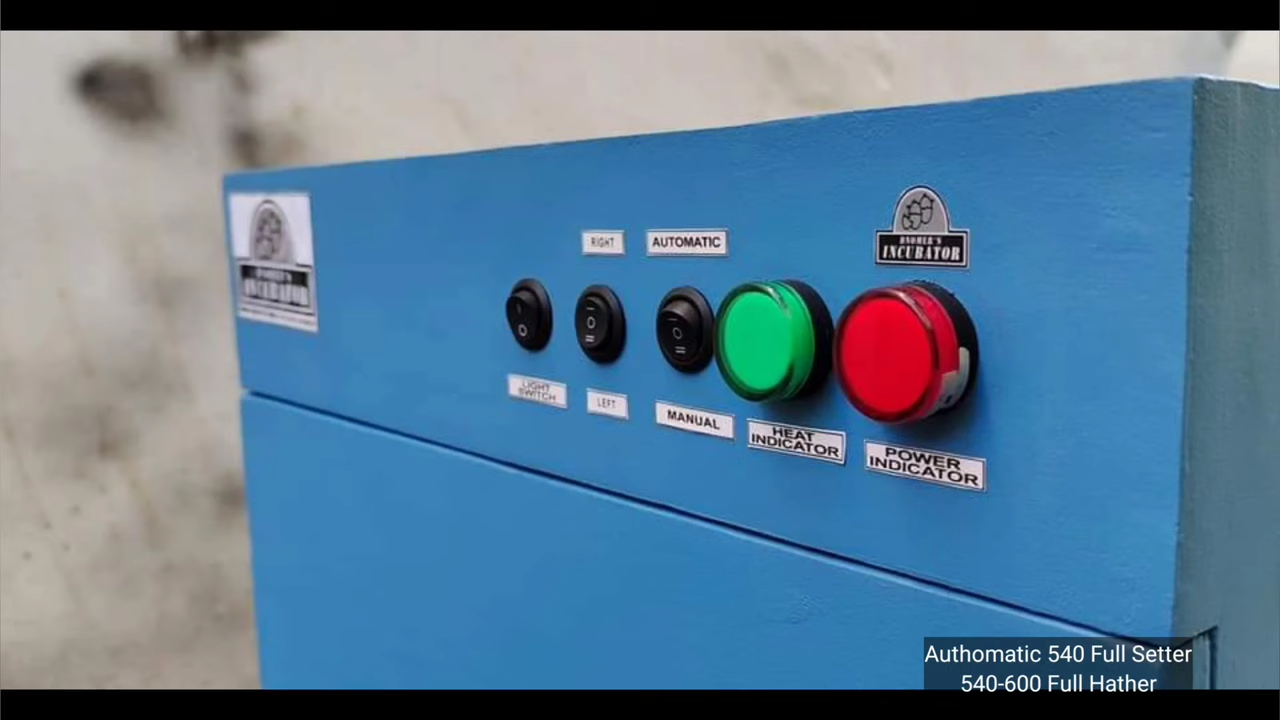 RIGHT
AUTOMATIC
INCUBATOR
INCUBATOR
LIGHT
SWITCH
LEFT
MANUAL
HEAT
INDICATOR
POWER
INDICATOR
Authomatic 540 Full Setter
540-600 Full Hather